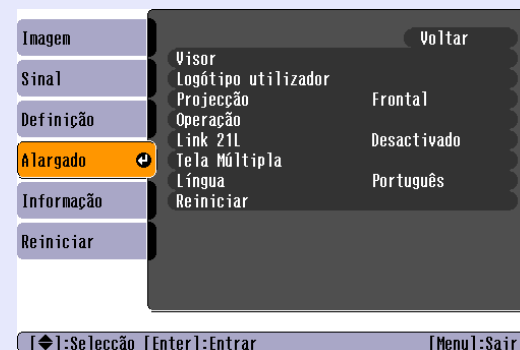 Imagem
Sinal
Definição
Alargado
Informação
Reiniciar
Voltar
Visor
Logótipo utilizador
Projecção Frontal
Operação
Link 21L Desactivado
Tela Múltipla
Língua Português
Reiniciar
[◆]:Selecção [Enter]:Entrar [Menu]:Sair